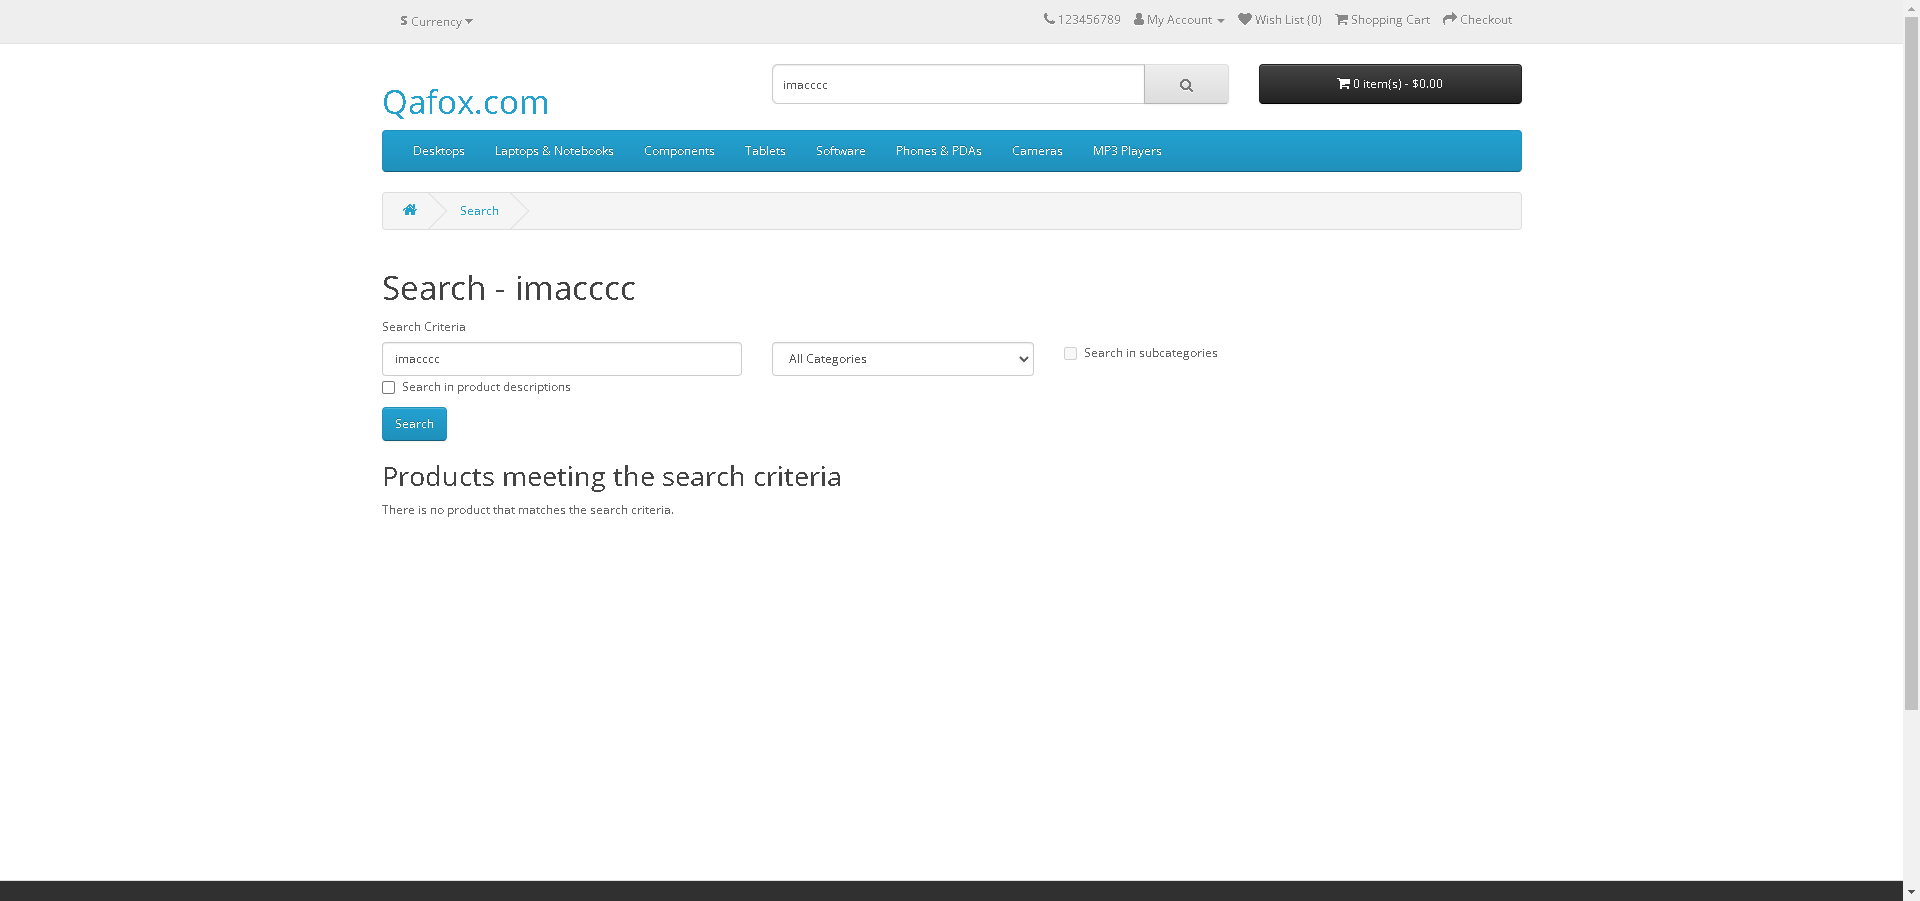 $ Currency
123456789 My Account Wish List (0) Shopping Cart Checkout
Qafox.com
imacccc
0 item(s) - $0.00
Desktops Laptops & Notebooks Components Tablets Software Phones & PDAs Cameras MP3 Players
Search
Search - imacccc
Search Criteria
imacccc All Categories Search in subcategories
Search in product descriptions
Search
Products meeting the search criteria
There is no product that matches the search criteria.